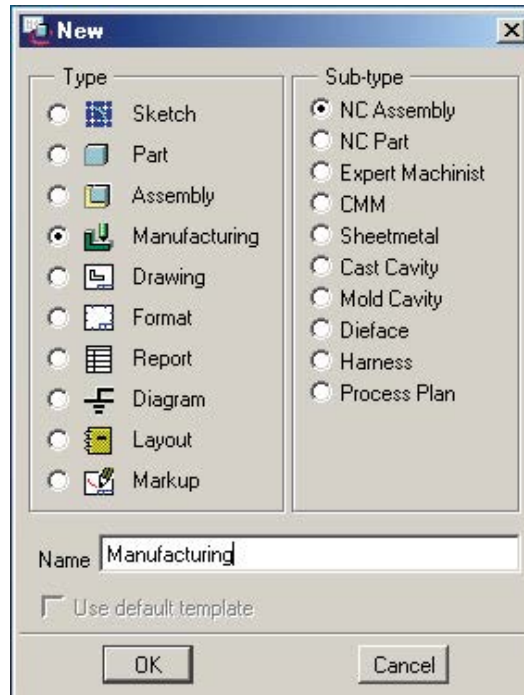 New
Type
Sketch
Part
Assembly
Manufacturing
Drawing
Format
Report
Diagram
Layout
Markup
Sub-type
NC Assembly
NC Part
Expert Machinist
CMM
Sheetmetal
Cast Cavity
Mold Cavity
Dieface
Harness
Process Plan
Name Manufacturing
Use default template
OK Cancel